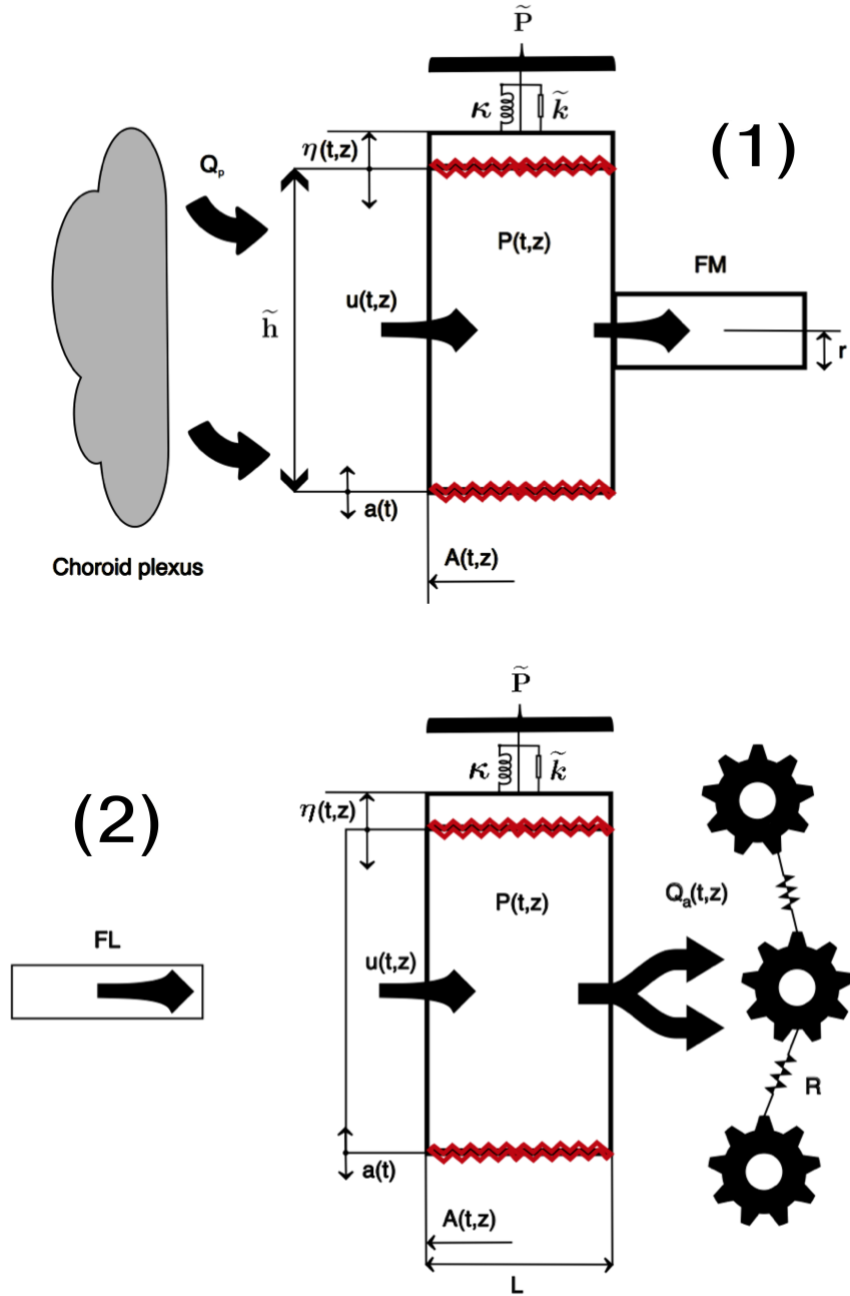 P̃
κ k̃
(1)
η(t,z)
Qₚ
P(t,z)
FM
u(t,z)
h̃
r
a(t)
A(t,z)
Choroid plexus
P̃
κ k̃
(2)
η(t,z)
Qₐ(t,z)
P(t,z)
FL
u(t,z)
R
a(t)
A(t,z)
L